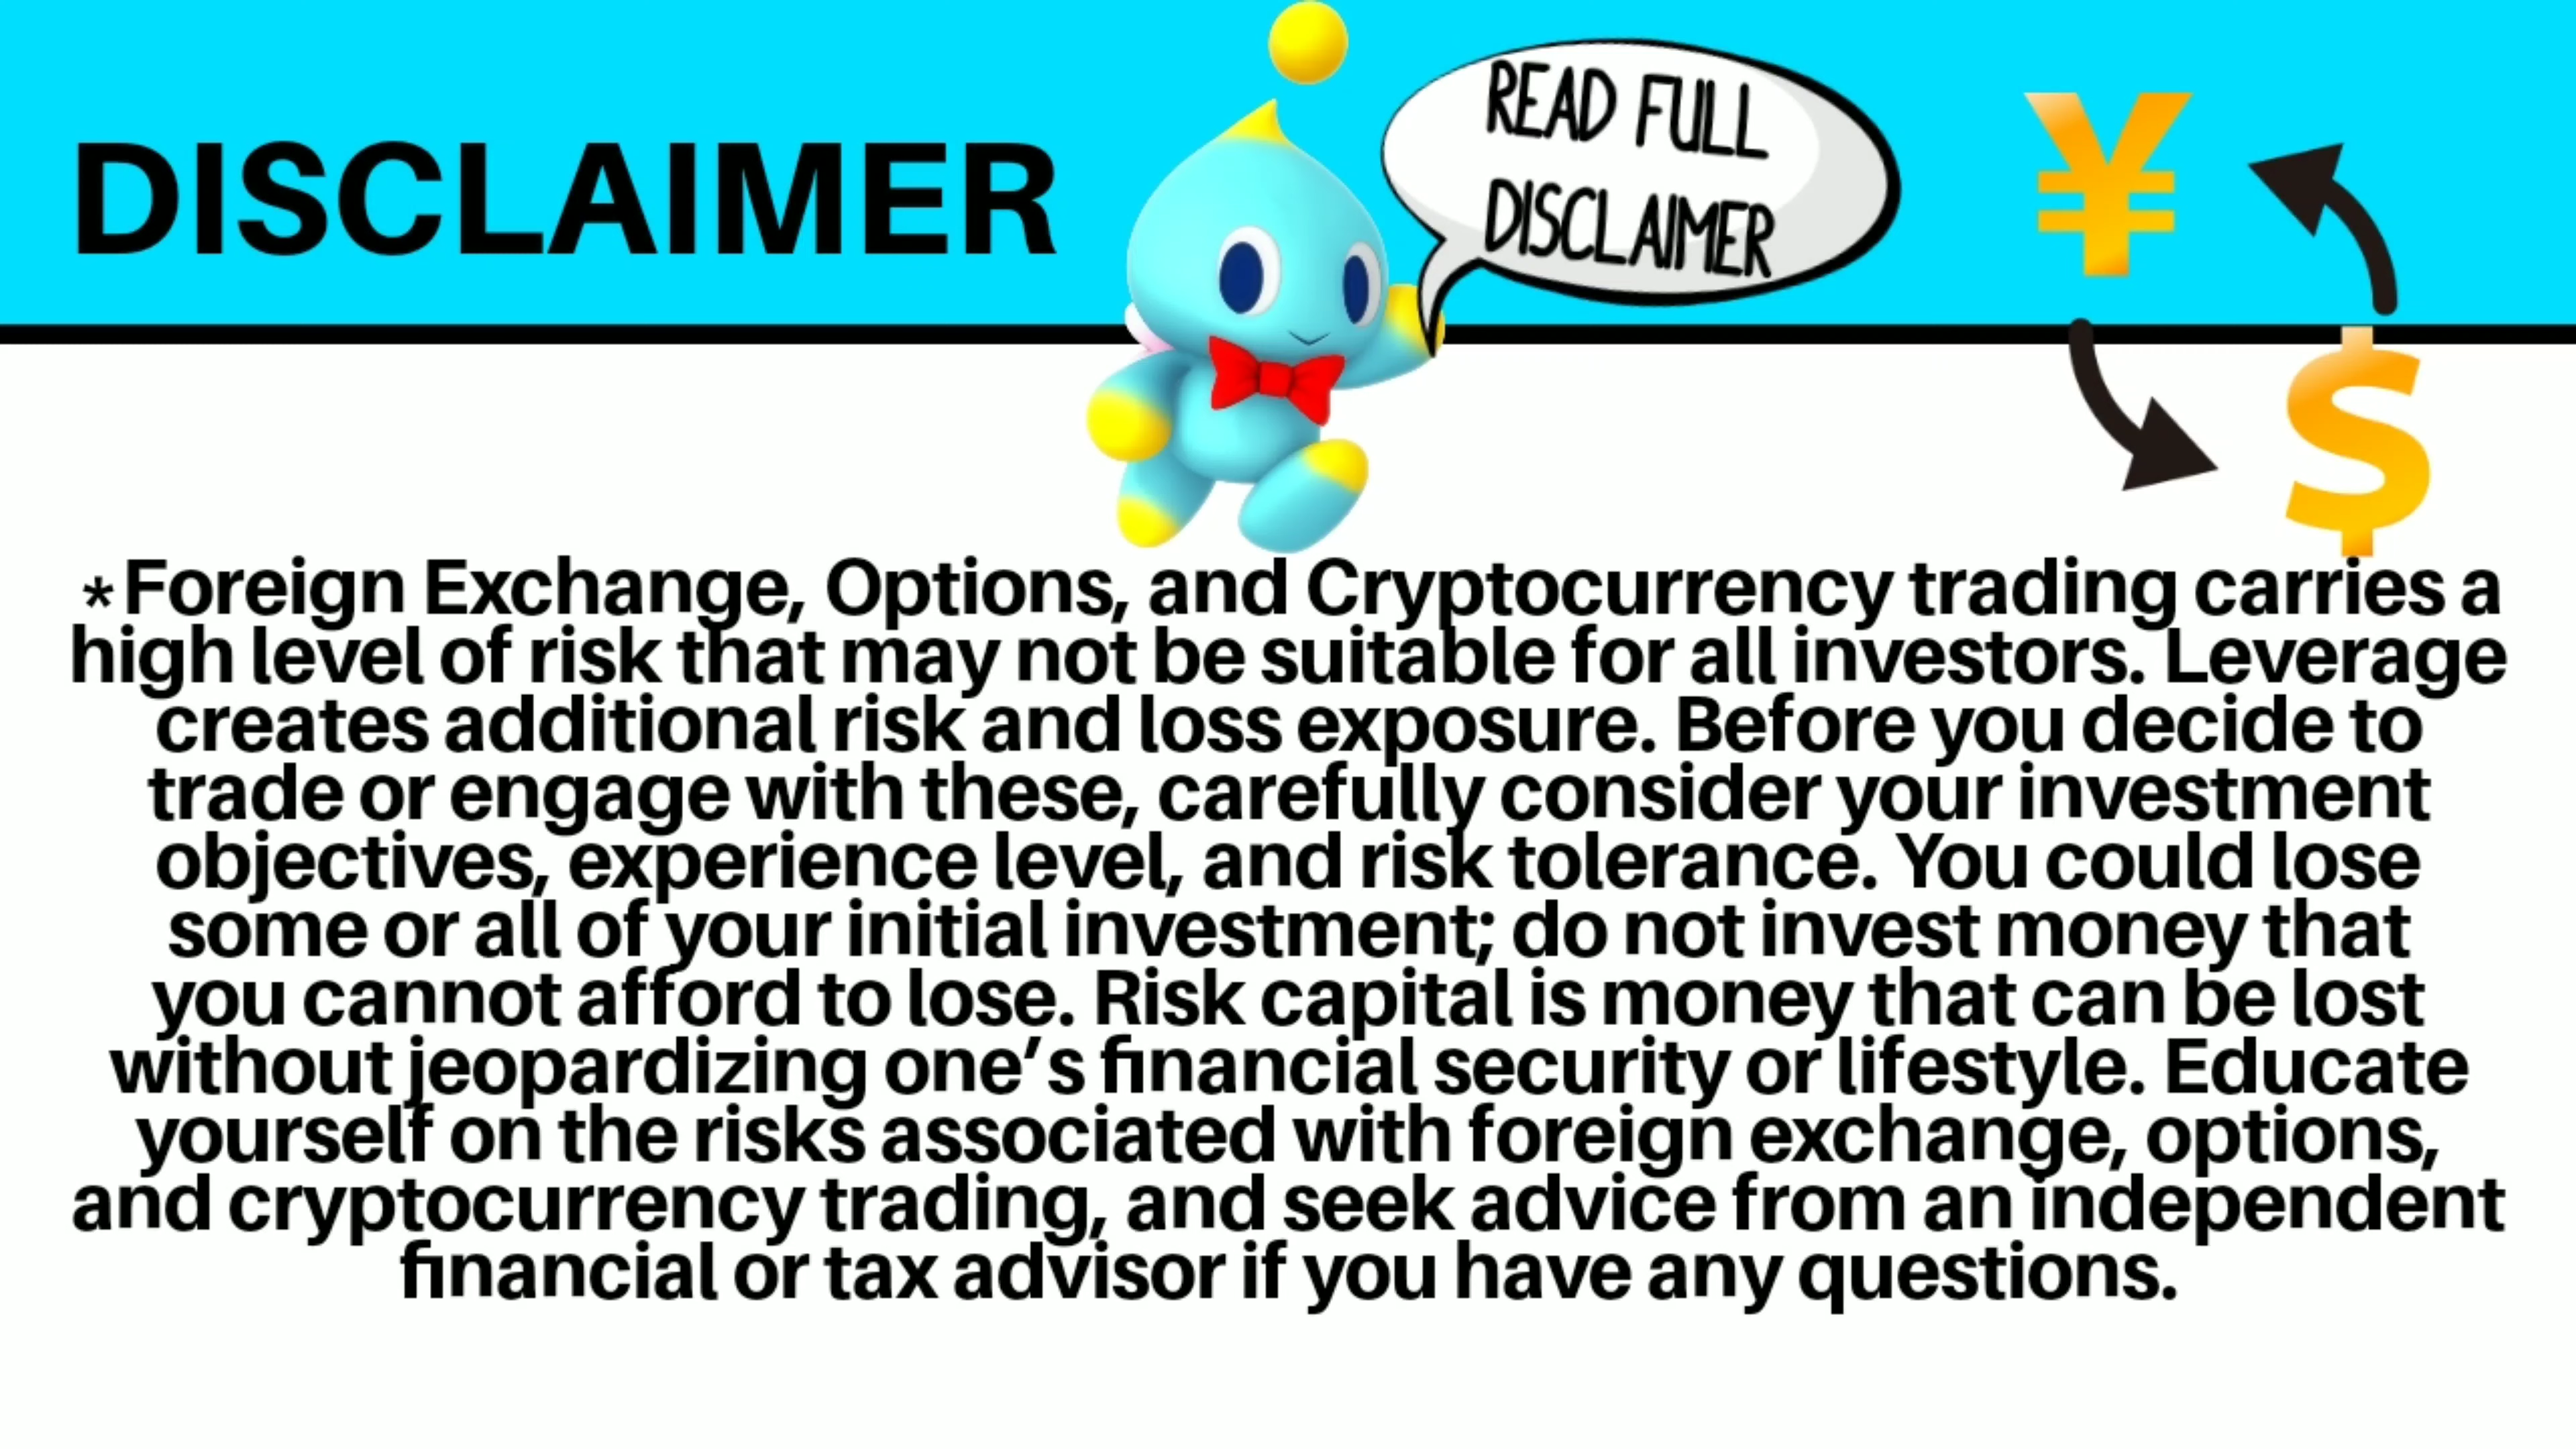 DISCLAIMER
READ FULL
DISCLAIMER
¥
$
*Foreign Exchange, Options, and Cryptocurrency trading carries a
high level of risk that may not be suitable for all investors. Leverage
creates additional risk and loss exposure. Before you decide to
trade or engage with these, carefully consider your investment
objectives, experience level, and risk tolerance. You could lose
some or all of your initial investment; do not invest money that
you cannot afford to lose. Risk capital is money that can be lost
without jeopardizing one’s financial security or lifestyle. Educate
yourself on the risks associated with foreign exchange, options,
and cryptocurrency trading, and seek advice from an independent
financial or tax advisor if you have any questions.